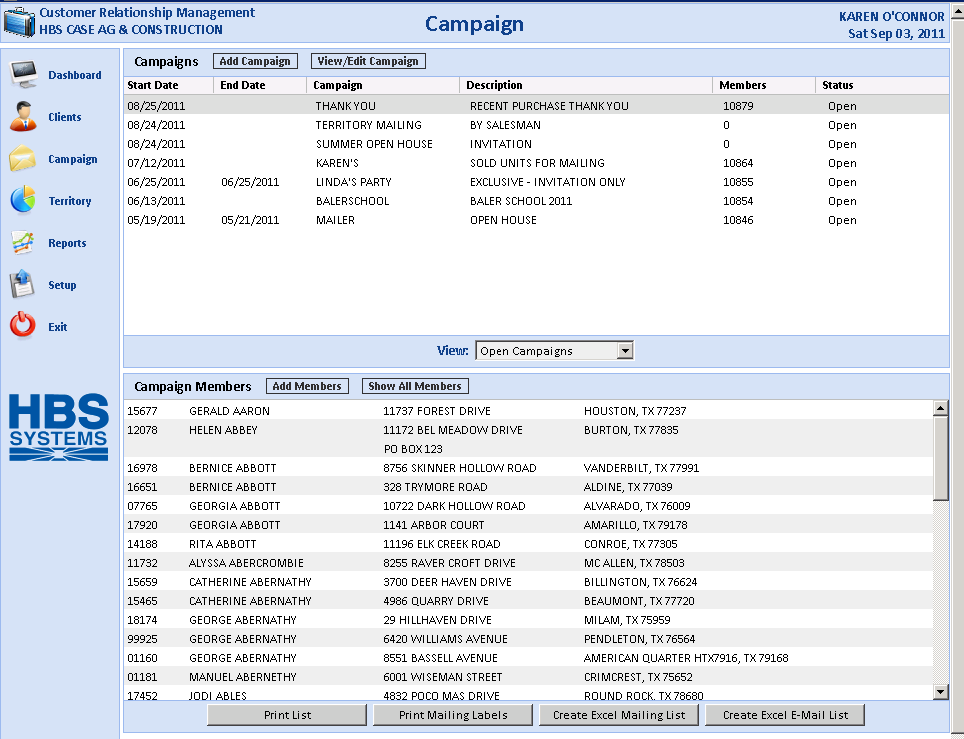 Customer Relationship Management
HBS CASE AG & CONSTRUCTION
Campaign
KAREN O'CONNOR
Sat Sep 03, 2011
Dashboard
Clients
Campaign
Territory
Reports
Setup
Exit
HBS
SYSTEMS
Campaigns Add Campaign View/Edit Campaign
Start Date End Date Campaign Description Members Status
08/25/2011 THANK YOU RECENT PURCHASE THANK YOU 10879 Open
08/24/2011 TERRITORY MAILING BY SALESMAN 0 Open
08/24/2011 SUMMER OPEN HOUSE INVITATION 0 Open
07/12/2011 KAREN'S SOLD UNITS FOR MAILING 10864 Open
06/25/2011 06/25/2011 LINDA'S PARTY EXCLUSIVE - INVITATION ONLY 10855 Open
06/13/2011 BALERSCHOOL BALER SCHOOL 2011 10854 Open
05/19/2011 05/21/2011 MAILER OPEN HOUSE 10846 Open
View: Open Campaigns
Campaign Members Add Members Show All Members
15677 GERALD AARON 11737 FOREST DRIVE HOUSTON, TX 77237
12078 HELEN ABBEY 11172 BEL MEADOW DRIVE BURTON, TX 77835
PO BOX 123
16978 BERNICE ABBOTT 8756 SKINNER HOLLOW ROAD VANDERBILT, TX 77991
16651 BERNICE ABBOTT 328 TRYMORE ROAD ALDINE, TX 77039
07765 GEORGIA ABBOTT 10722 DARK HOLLOW ROAD ALVARADO, TX 76009
17920 GEORGIA ABBOTT 1141 ARBOR COURT AMARILLO, TX 79178
14188 RITA ABBOTT 11196 ELK CREEK ROAD CONROE, TX 77305
11732 ALYSSA ABERCROMBIE 8255 RAVER CROFT DRIVE MC ALLEN, TX 78503
15659 CATHERINE ABERNATHY 3700 DEER HAVEN DRIVE BILLINGTON, TX 76624
15465 CATHERINE ABERNATHY 4986 QUARRY DRIVE BEAUMONT, TX 77720
18174 GEORGE ABERNATHY 29 HILLHAVEN DRIVE MILAM, TX 75959
99925 GEORGE ABERNATHY 6420 WILLIAMS AVENUE PENDLETON, TX 76564
01160 GEORGE ABERNATHY 8551 BASSELL AVENUE AMERICAN QUARTER HTX7916, TX 79168
01181 MANUEL ABERNETHY 6001 WISEMAN STREET CRIMCREST, TX 75652
17452 JODI ABLES 4832 POCO MAS DRIVE ROUND ROCK, TX 78680
Print List Print Mailing Labels Create Excel Mailing List Create Excel E-Mail List